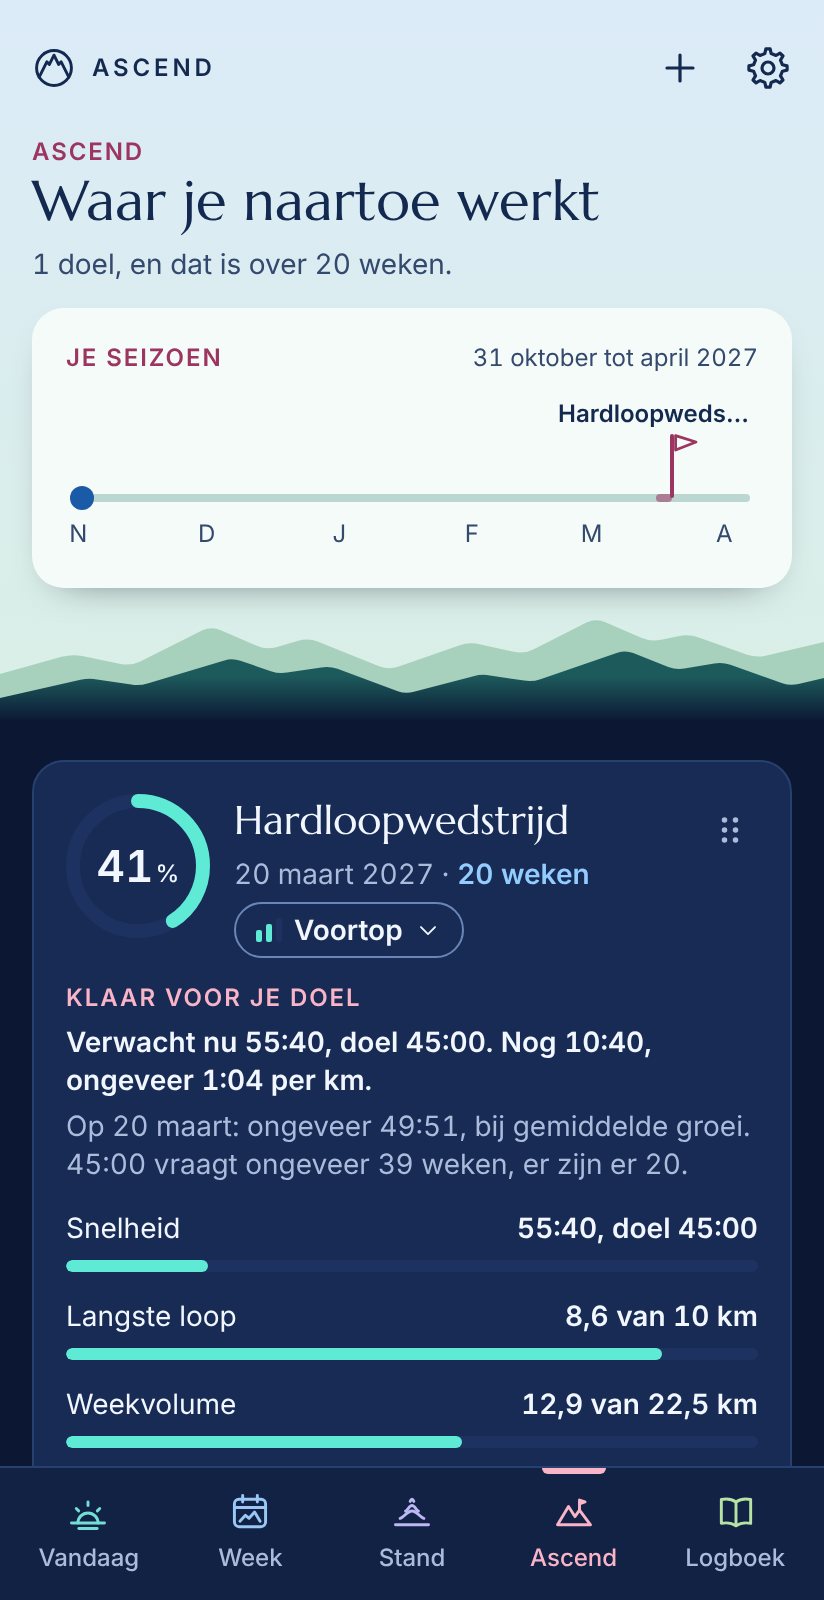 ASCEND
ASCEND
Waar je naartoe werkt
1 doel, en dat is over 20 weken.
JE SEIZOEN
31 oktober tot april 2027
Hardloopweds...
N D J F M A
41%
Hardloopwedstrijd
20 maart 2027 · 20 weken
Voortop
KLAAR VOOR JE DOEL
Verwacht nu 55:40, doel 45:00. Nog 10:40,
ongeveer 1:04 per km.
Op 20 maart: ongeveer 49:51, bij gemiddelde groei.
45:00 vraagt ongeveer 39 weken, er zijn er 20.
Snelheid
55:40, doel 45:00
Langste loop
8,6 van 10 km
Weekvolume
12,9 van 22,5 km
Vandaag
Week
Stand
Ascend
Logboek